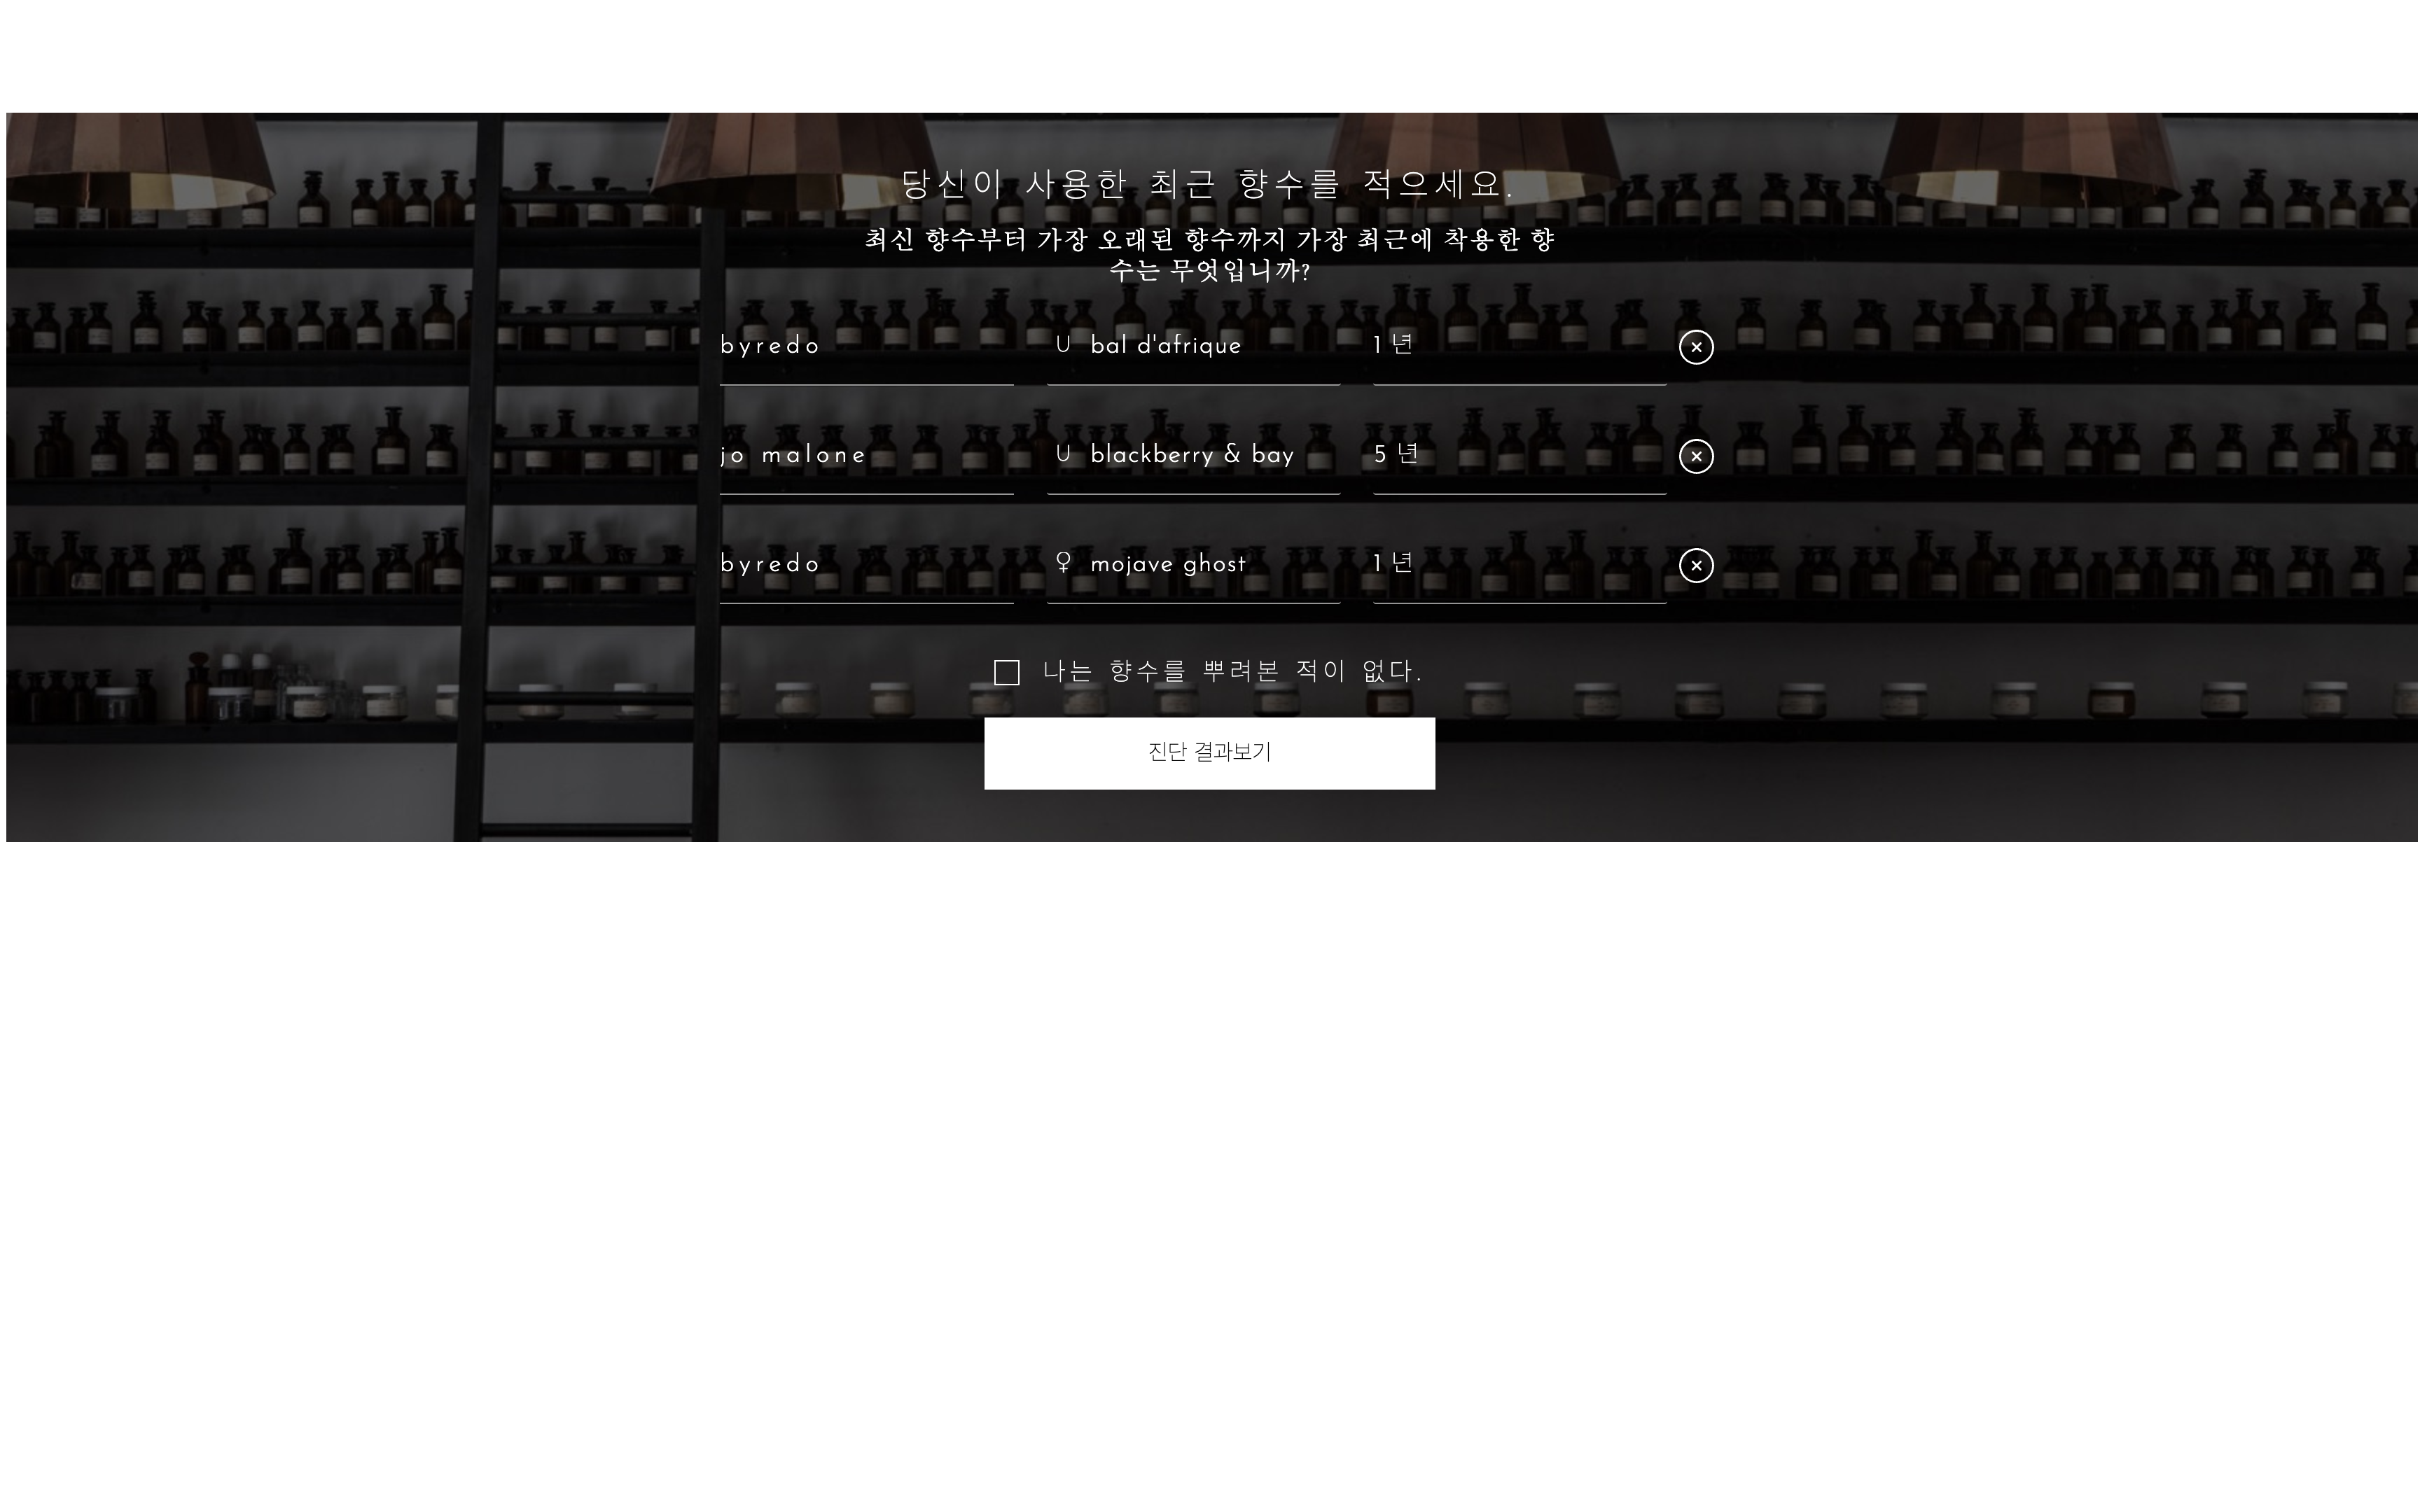 당신이 사용한 최근 향수를 적으세요.
최신 향수부터 가장 오래된 향수까지 가장 최근에 착용한 향
수는 무엇입니까?
byredo U bal d'afrique 1 년
jo malone U blackberry & bay 5 년
byredo ♀ mojave ghost 1 년
나는 향수를 뿌려본 적이 없다.
진단 결과보기